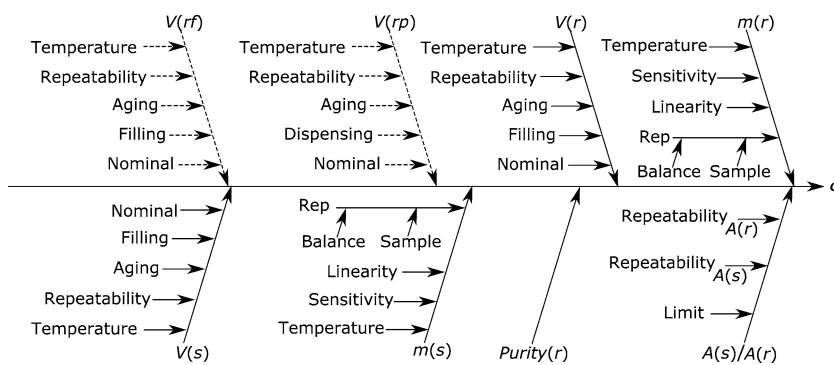 V(rf) V(rp) V(r) m(r)
Temperature Temperature Temperature Temperature
Repeatability Repeatability Repeatability Sensitivity
Aging Aging Aging Linearity
Filling Dispensing Filling Rep
Nominal Nominal Nominal Balance Sample
c
Nominal Rep Repeatability A(r)
Filling Balance Sample
Aging Linearity Repeatability A(s)
Repeatability Sensitivity Limit
Temperature Temperature
V(s) m(s) Purity(r) A(s)/A(r)